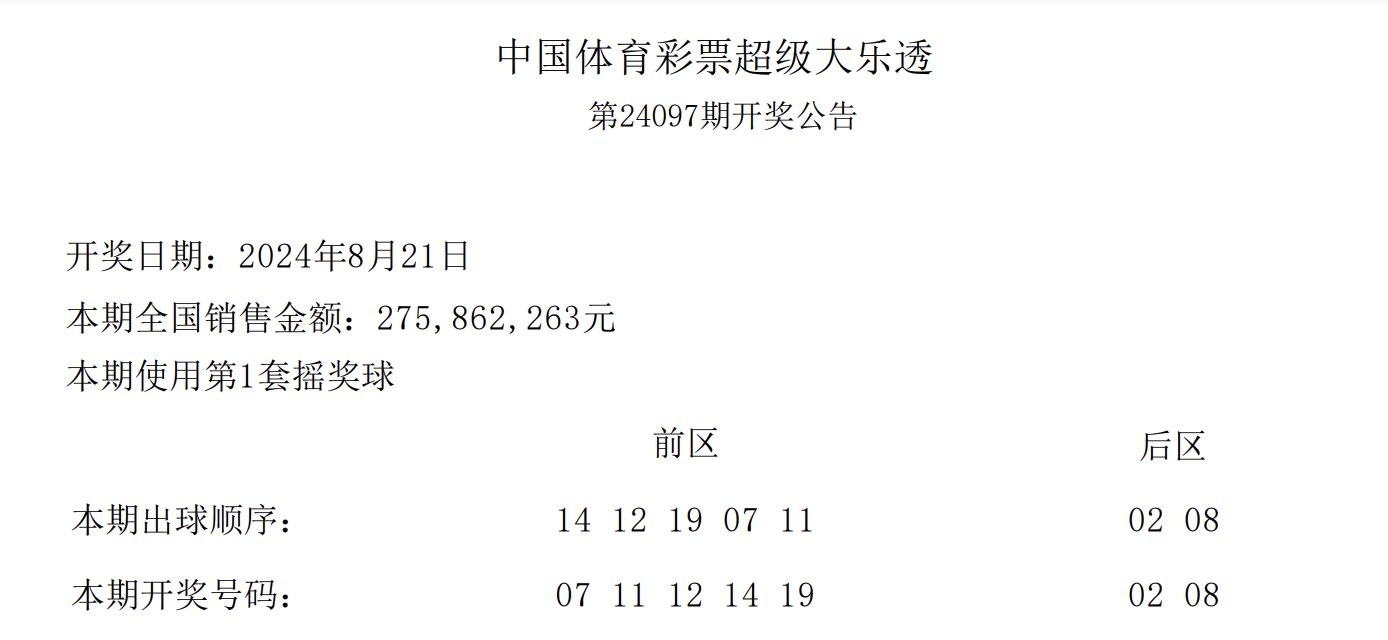 中国体育彩票超级大乐透
第24097期开奖公告
开奖日期：2024年8月21日
本期全国销售金额：275,862,263元
本期使用第1套摇奖球
前区 后区
本期出球顺序： 14 12 19 07 11 02 08
本期开奖号码： 07 11 12 14 19 02 08